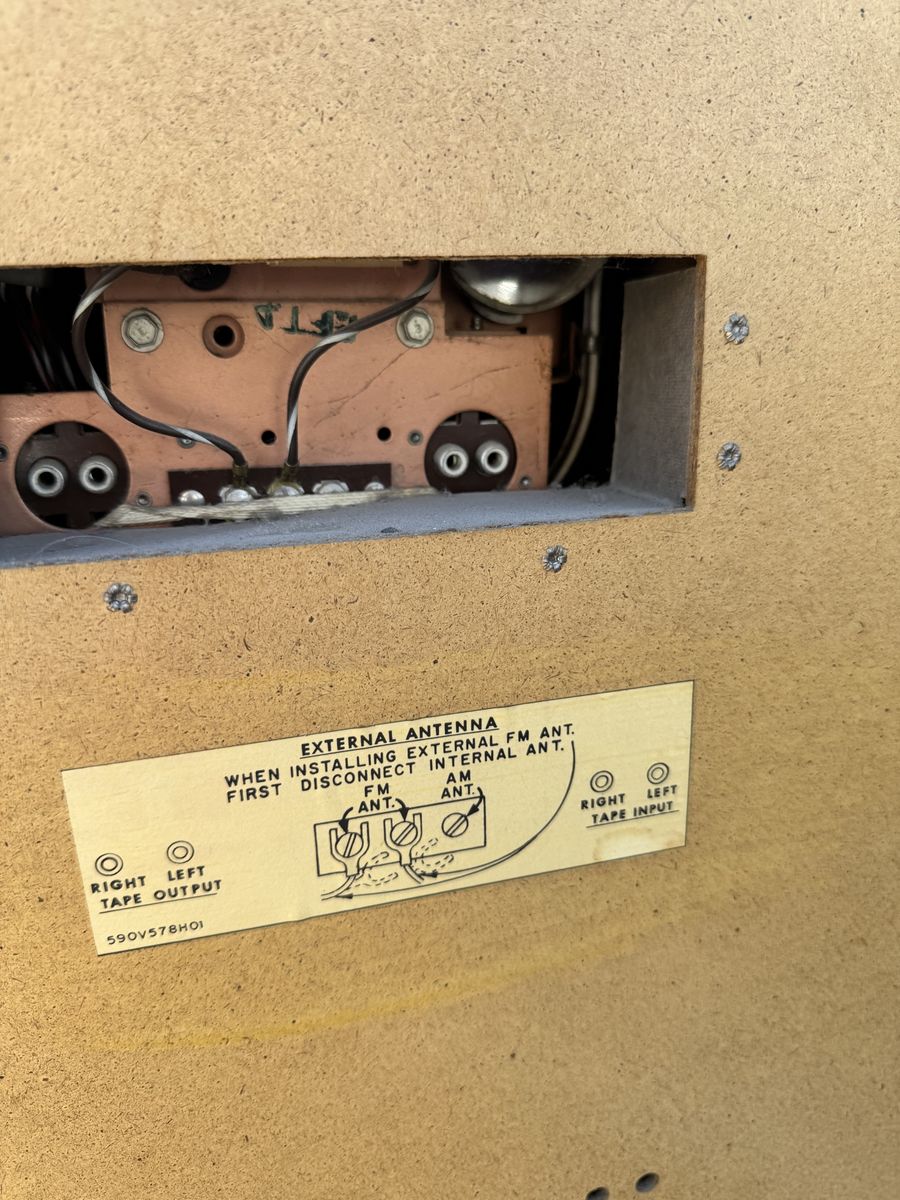 EXTERNAL ANTENNA
WHEN INSTALLING EXTERNAL FM ANT.
FIRST DISCONNECT INTERNAL ANT.
FM
ANT.
AM
ANT.
RIGHT LEFT
TAPE INPUT
RIGHT LEFT
TAPE OUTPUT
590V578H01